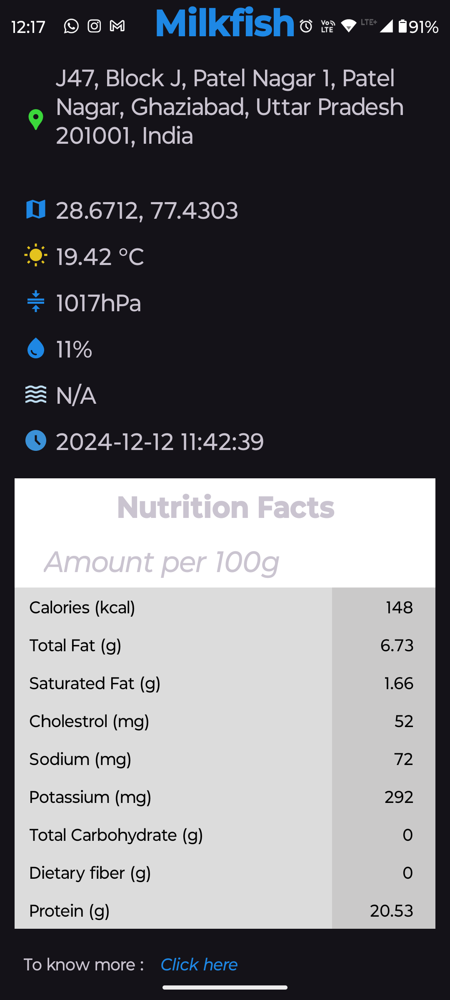 12:17 Milkfish Vo LTE LTE+ 91%
J47, Block J, Patel Nagar 1, Patel
Nagar, Ghaziabad, Uttar Pradesh
201001, India
28.6712, 77.4303
19.42 °C
1017hPa
11%
N/A
2024-12-12 11:42:39
Nutrition Facts
Amount per 100g
Calories (kcal) 148
Total Fat (g) 6.73
Saturated Fat (g) 1.66
Cholestrol (mg) 52
Sodium (mg) 72
Potassium (mg) 292
Total Carbohydrate (g) 0
Dietary fiber (g) 0
Protein (g) 20.53
To know more : Click here